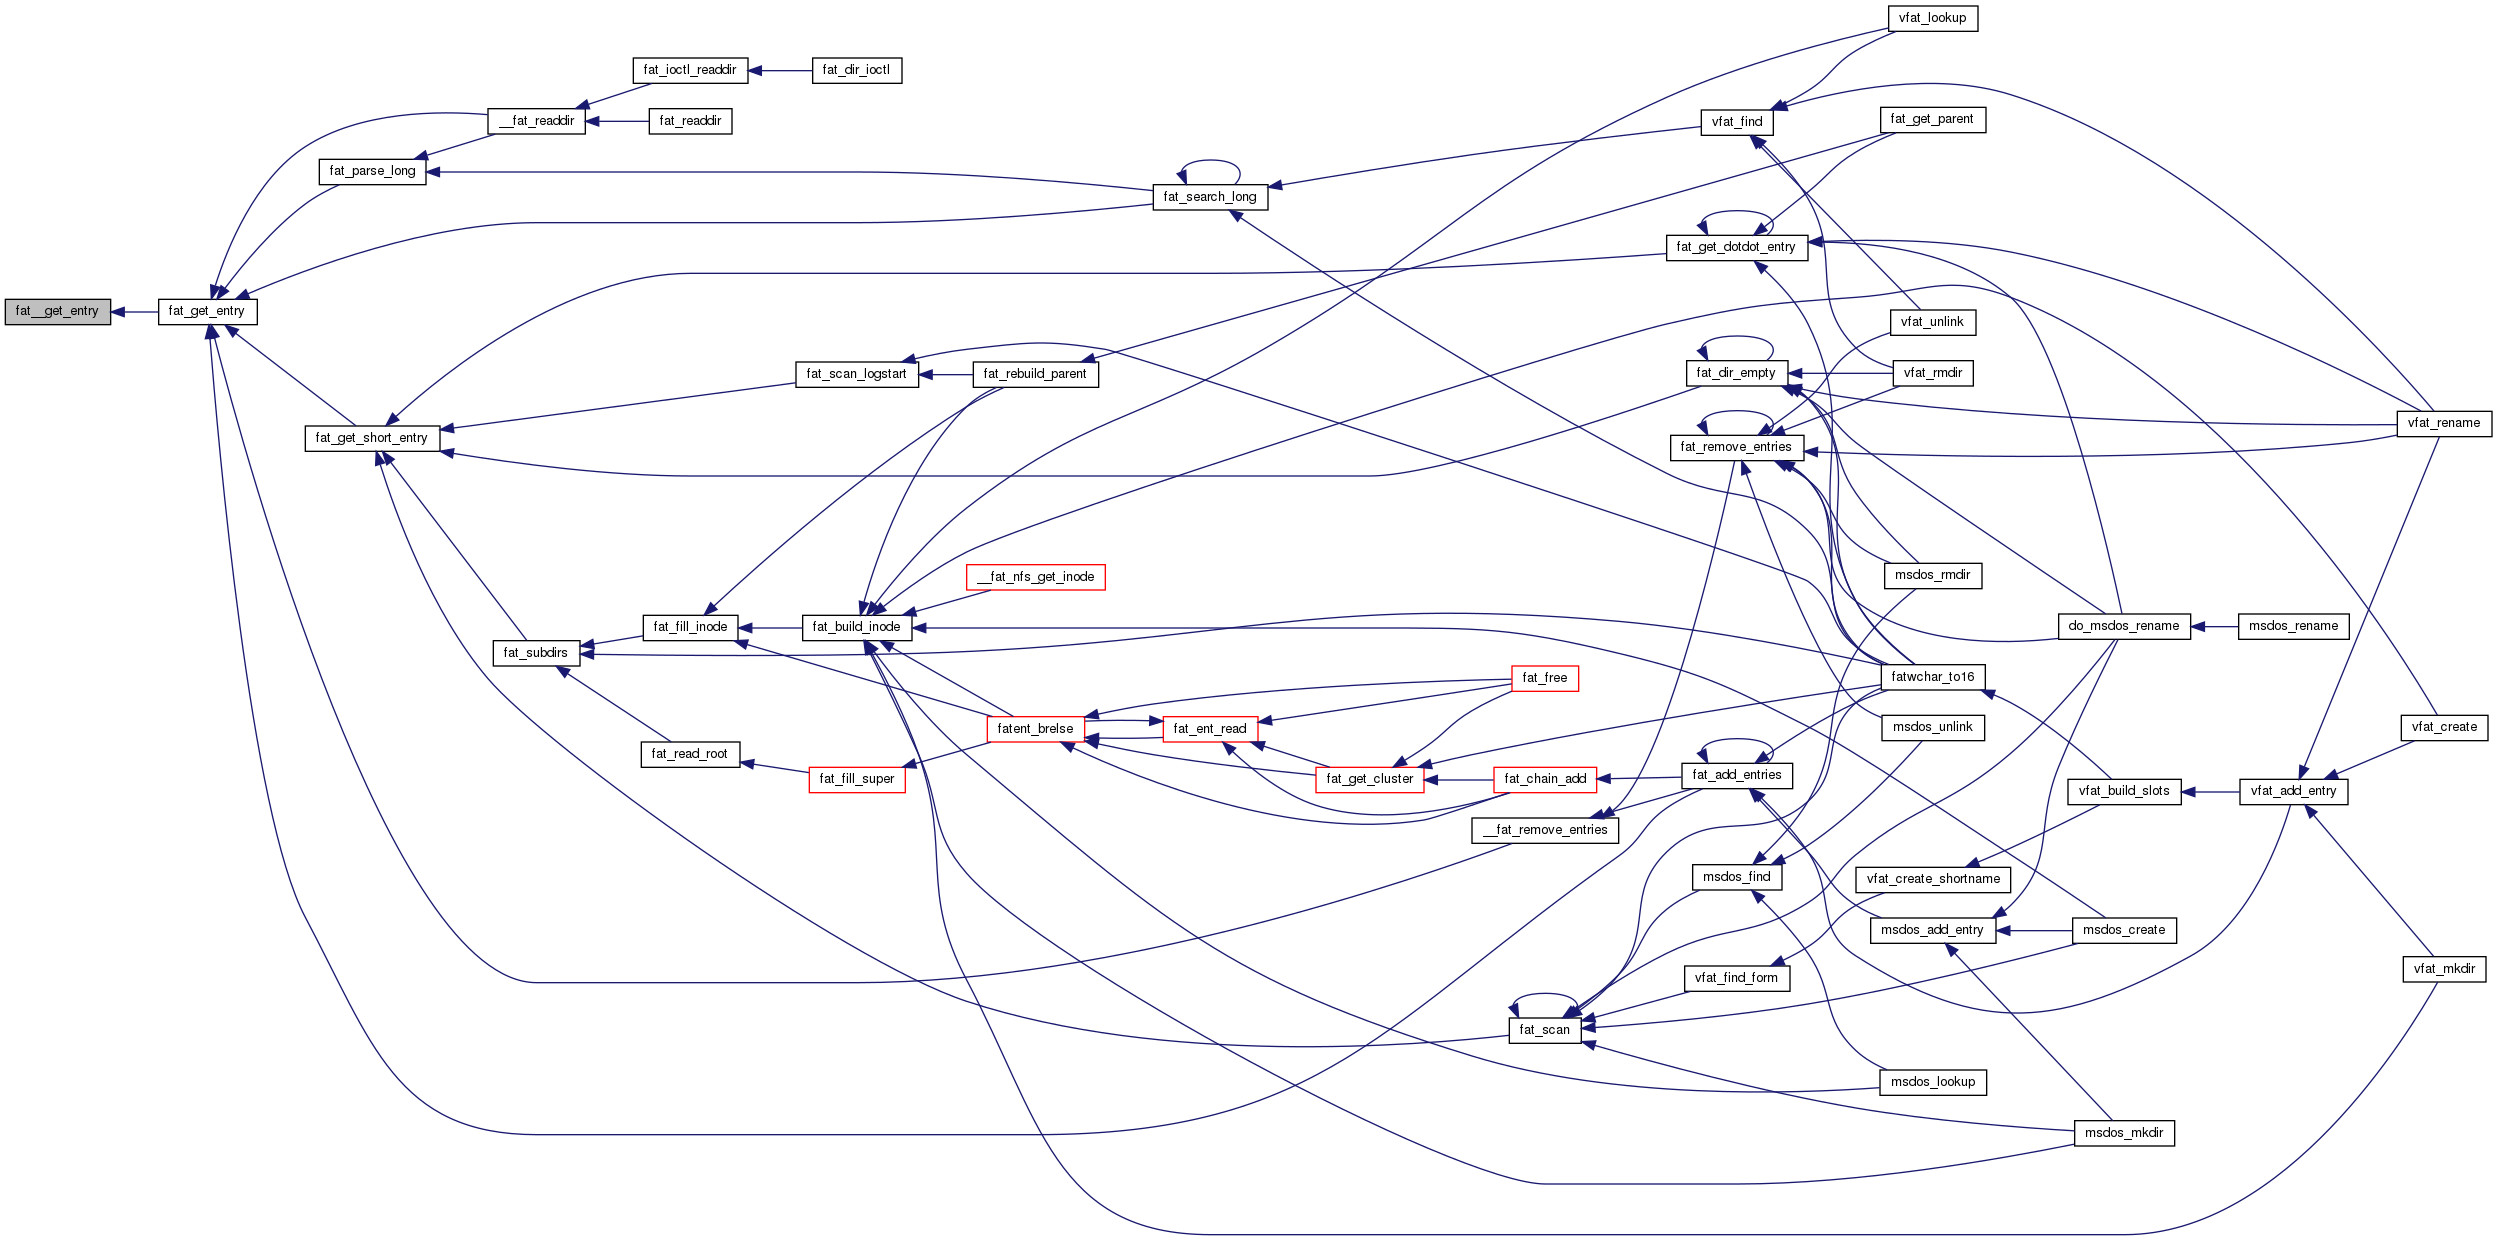 vfat_lookup
fat_ioctl_readdir
fat_dir_ioctl
__fat_readdir
fat_readdir
vfat_find
fat_get_parent
fat_parse_long
fat_search_long
fat_get_dotdot_entry
fat__get_entry
fat_get_entry
vfat_unlink
fat_scan_logstart
fat_rebuild_parent
fat_dir_empty
vfat_rmdir
vfat_rename
fat_get_short_entry
fat_remove_entries
__fat_nfs_get_inode
msdos_rmdir
fat_subdirs
fat_fill_inode
fat_build_inode
do_msdos_rename
msdos_rename
fat_free
fatwchar_to16
fatent_brelse
fat_ent_read
msdos_unlink
vfat_create
fat_read_root
fat_fill_super
fat_get_cluster
fat_chain_add
fat_add_entries
vfat_build_slots
vfat_add_entry
__fat_remove_entries
msdos_find
vfat_create_shortname
msdos_add_entry
msdos_create
vfat_find_form
vfat_mkdir
fat_scan
msdos_lookup
msdos_mkdir